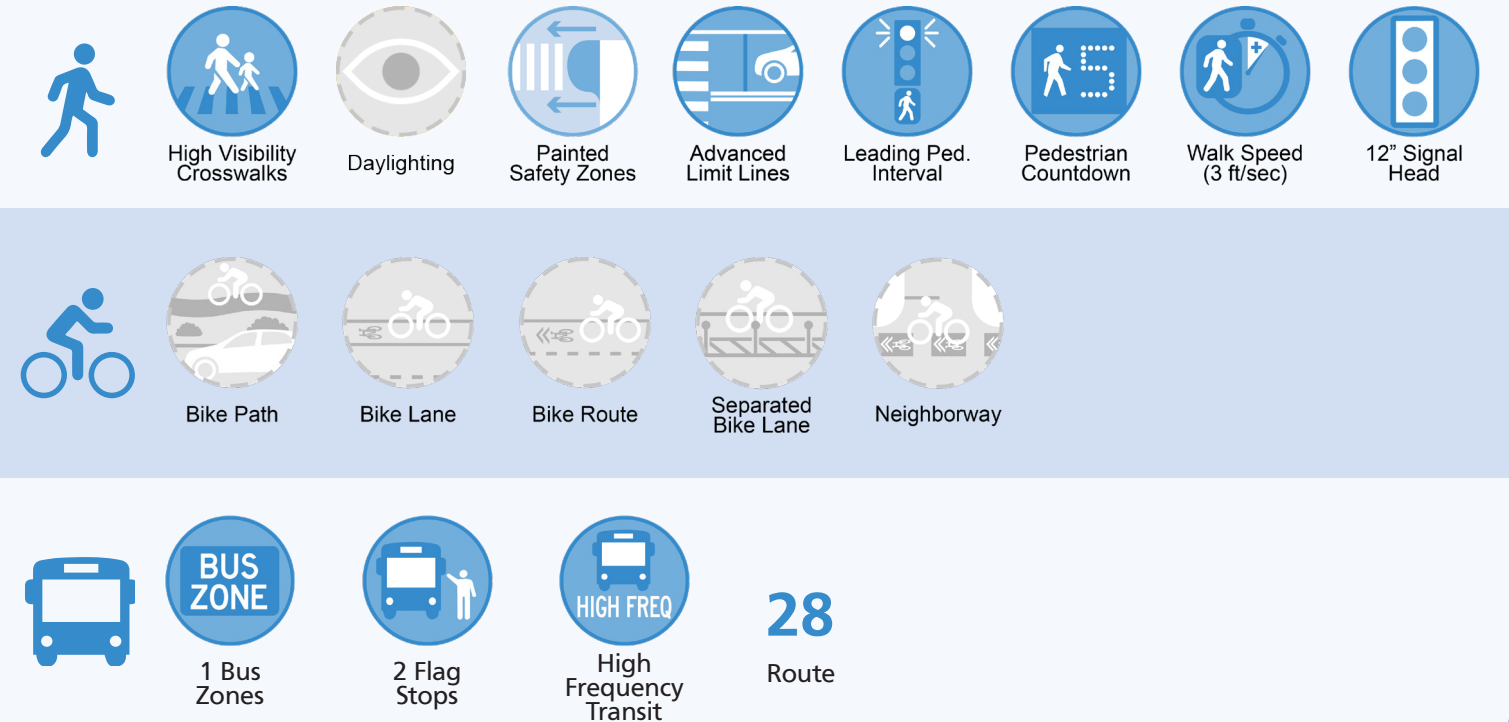 High Visibility
Crosswalks
Daylighting
Painted
Safety Zones
Advanced
Limit Lines
Leading Ped.
Interval
5
Pedestrian
Countdown
Walk Speed
(3 ft/sec)
12” Signal
Head
Bike Path
Bike Lane
Bike Route
Separated
Bike Lane
Neighborway
BUS
ZONE
1 Bus
Zones
2 Flag
Stops
HIGH FREQ
High
Frequency
Transit
28
Route